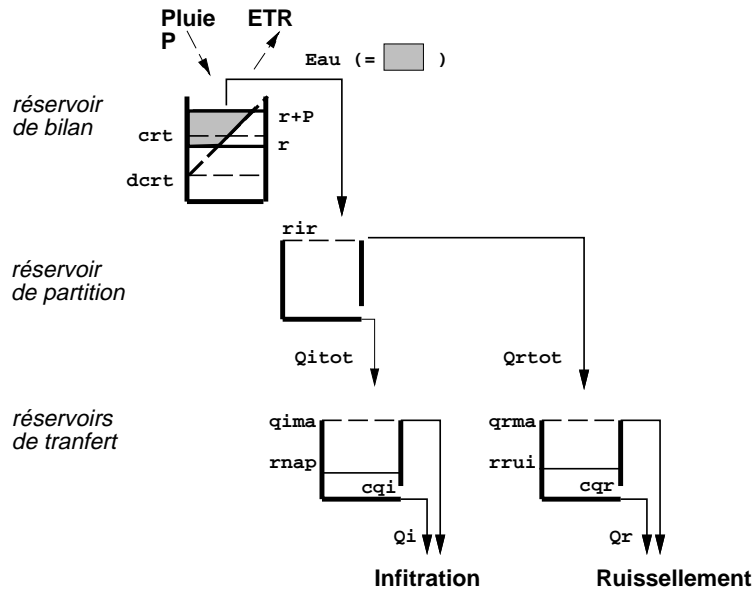 Pluie ETR
P
Eau (= )
réservoir
de bilan
r+P
crt
r
dcrt
rir
réservoir
de partition
Qitot Qrtot
réservoirs
de tranfert
qima qrma
rnap rrui
cqi cqr
Qi Qr
Infitration Ruissellement